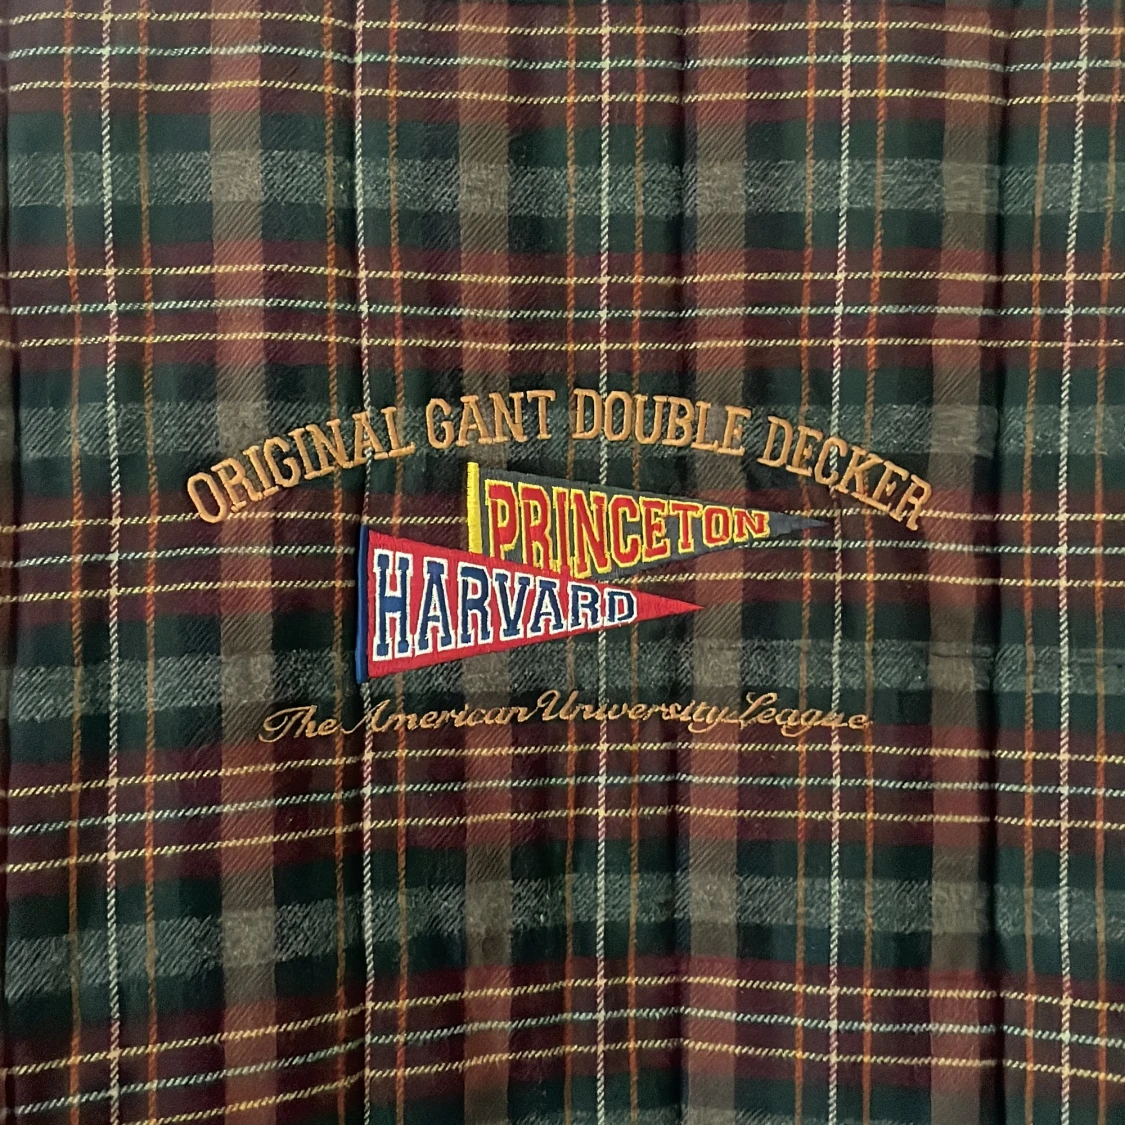 ORIGINAL GANT DOUBLE DECKER
PRINCETON
HARVARD
The American University League